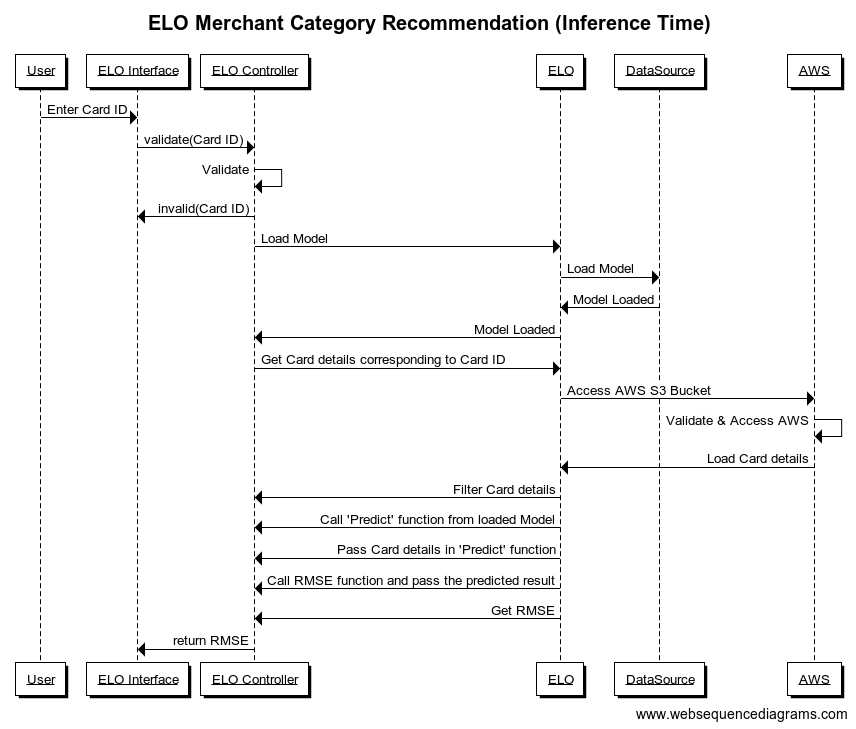 ELO Merchant Category Recommendation (Inference Time)
User ELO Interface ELO Controller ELO DataSource AWS
Enter Card ID
validate(Card ID)
Validate
invalid(Card ID)
Load Model
Load Model
Model Loaded
Model Loaded
Get Card details corresponding to Card ID
Access AWS S3 Bucket
Validate & Access AWS
Load Card details
Filter Card details
Call 'Predict' function from loaded Model
Pass Card details in 'Predict' function
Call RMSE function and pass the predicted result
Get RMSE
return RMSE
User ELO Interface ELO Controller ELO DataSource AWS
www.websequencediagrams.com